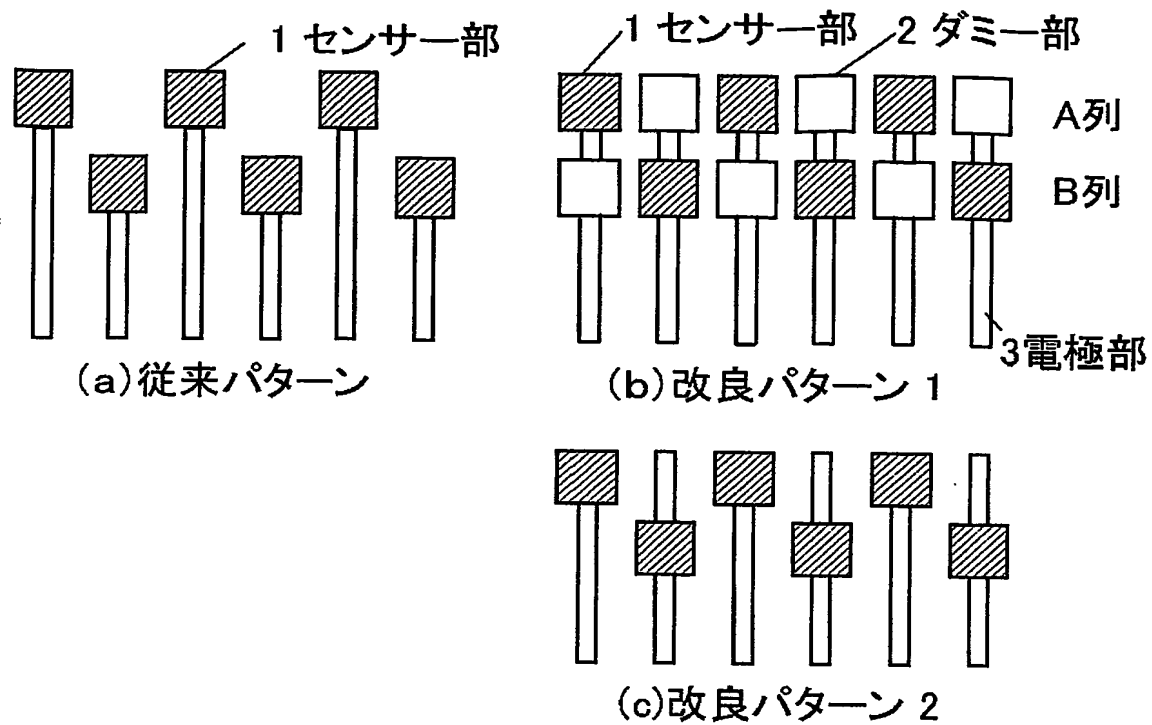 1 センサー部
1 センサー部
2 ダミー部
A列
B列
3電極部
(a)従来パターン
(b)改良パターン 1
(c)改良パターン 2